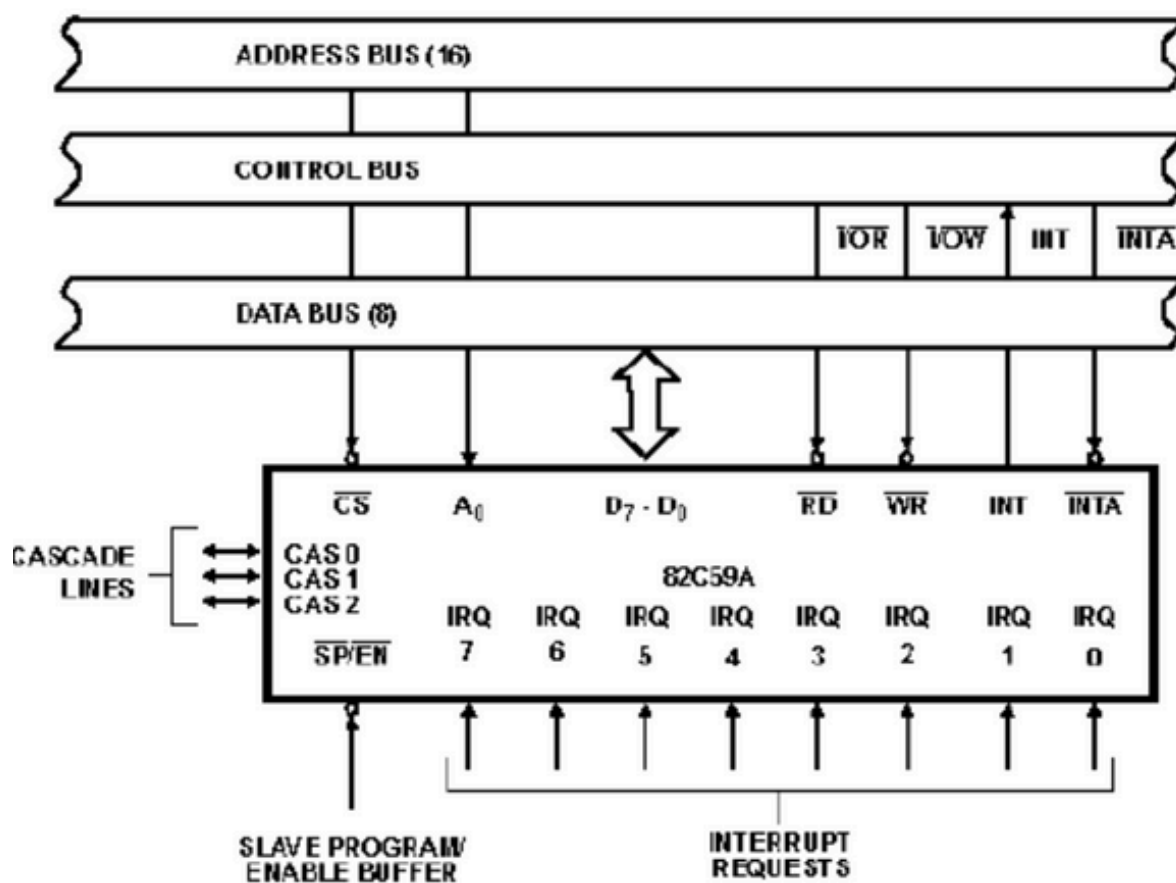 ADDRESS BUS (16)
CONTROL BUS
I/OR I/OW INT INTA
DATA BUS (8)
CS A0 D7 - D0 RD WR INT INTA
CASCADE
LINES
CAS 0
CAS 1
CAS 2
82C59A
SP/EN
IRQ IRQ IRQ IRQ IRQ IRQ IRQ IRQ
7 6 5 4 3 2 1 0
SLAVE PROGRAM/
ENABLE BUFFER
INTERRUPT
REQUESTS